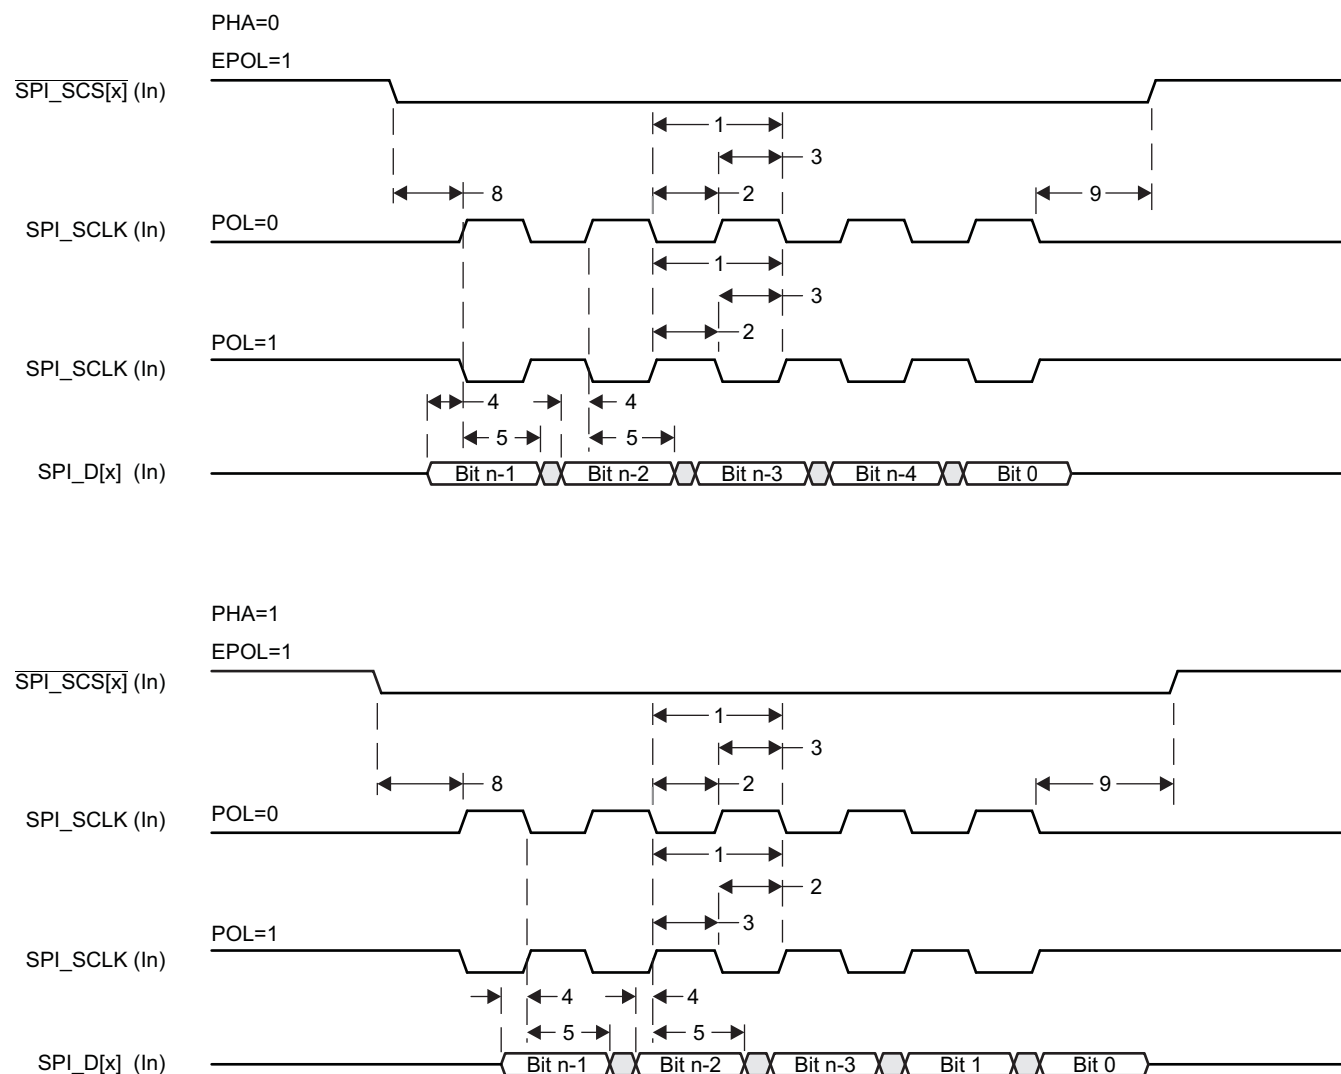 PHA=0
EPOL=1
SPI_SCS[x] (In)
1
3
8
2
9
SPI_SCLK (In)
POL=0
1
3
2
POL=1
SPI_SCLK (In)
4
4
5
5
SPI_D[x] (In)
Bit n-1
Bit n-2
Bit n-3
Bit n-4
Bit 0
PHA=1
EPOL=1
SPI_SCS[x] (In)
1
3
8
2
9
SPI_SCLK (In)
POL=0
1
2
3
POL=1
SPI_SCLK (In)
4
4
5
5
SPI_D[x] (In)
Bit n-1
Bit n-2
Bit n-3
Bit 1
Bit 0